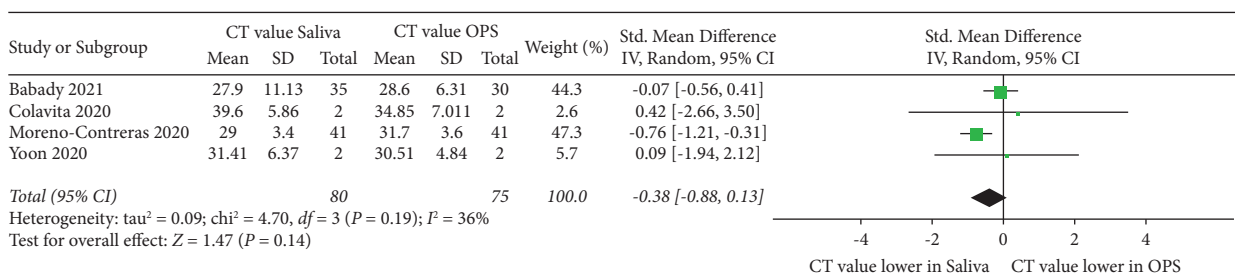 Study or Subgroup CT value Saliva CT value OPS Weight (%) Std. Mean Difference Std. Mean Difference
Mean SD Total Mean SD Total IV, Random, 95% CI IV, Random, 95% CI
Babady 2021 27.9 11.13 35 28.6 6.31 30 44.3 -0.07 [-0.56, 0.41]
Colavita 2020 39.6 5.86 2 34.85 7.011 2 2.6 0.42 [-2.66, 3.50]
Moreno-Contreras 2020 29 3.4 41 31.7 3.6 41 47.3 -0.76 [-1.21, -0.31]
Yoon 2020 31.41 6.37 2 30.51 4.84 2 5.7 0.09 [-1.94, 2.12]
Total (95% CI) 80 75 100.0 -0.38 [-0.88, 0.13]
Heterogeneity: tau² = 0.09; chi² = 4.70, df = 3 (P = 0.19); I² = 36%
Test for overall effect: Z = 1.47 (P = 0.14)
-4 -2 0 2 4
CT value lower in Saliva CT value lower in OPS